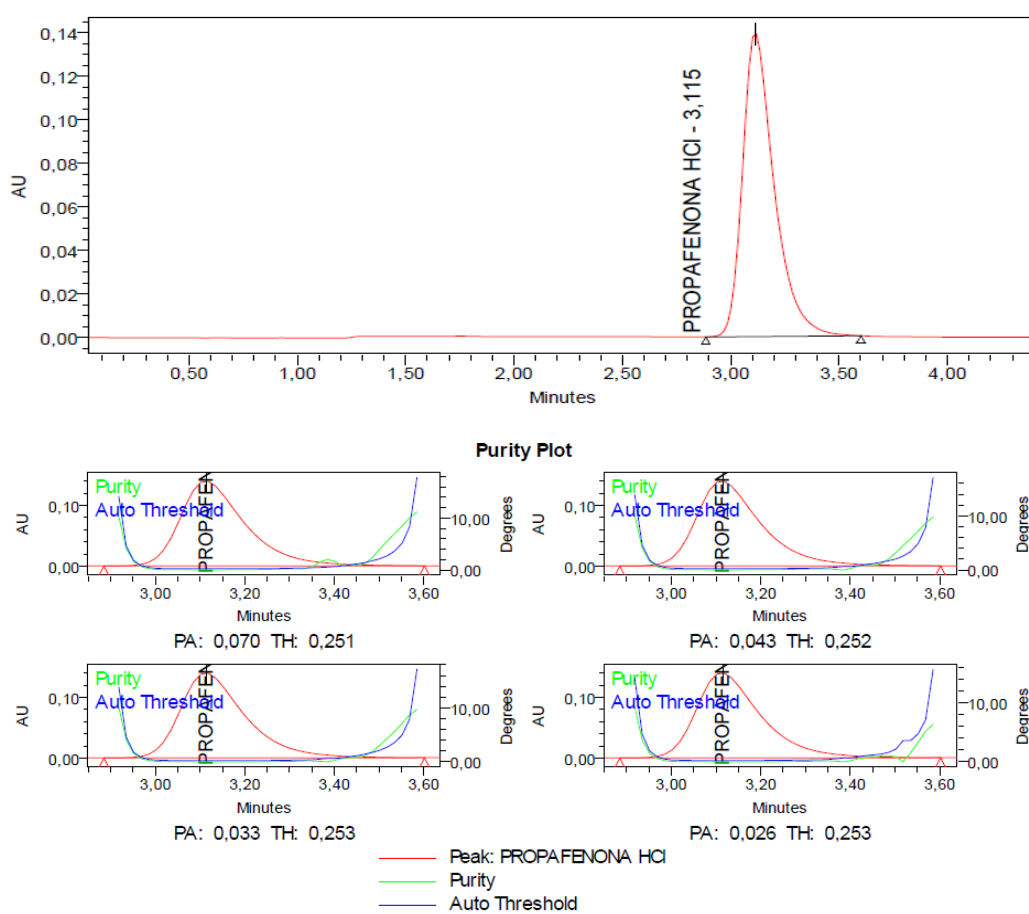 0,14
0,12
0,10
0,08
0,06
0,04
0,02
0,00
AU
PROPAFENONA HCl - 3,115
0,50 1,00 1,50 2,00 2,50 3,00 3,50 4,00
Minutes
Purity Plot
Purity
Auto Threshold
PROPAFEN
0,10
0,00
AU
10,00
0,00
Degrees
3,00 3,20 3,40 3,60
Minutes
PA: 0,070 TH: 0,251
Purity
Auto Threshold
PROPAFEN
0,10
0,00
AU
10,00
0,00
Degrees
3,00 3,20 3,40 3,60
Minutes
PA: 0,043 TH: 0,252
Purity
Auto Threshold
PROPAFEN
0,10
0,00
AU
10,00
0,00
Degrees
3,00 3,20 3,40 3,60
Minutes
PA: 0,033 TH: 0,253
Purity
Auto Threshold
PROPAFEN
0,10
0,00
AU
10,00
0,00
Degrees
3,00 3,20 3,40 3,60
Minutes
PA: 0,026 TH: 0,253
Peak: PROPAFENONA HCl
Purity
Auto Threshold